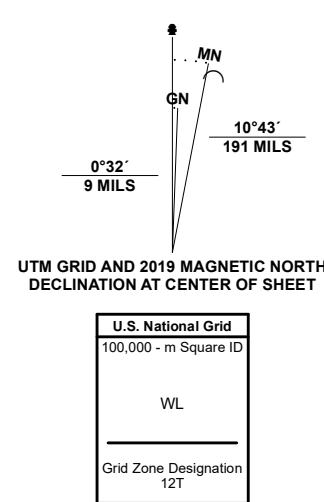 MN
GN
10°43´
191 MILS
0°32´
9 MILS
UTM GRID AND 2019 MAGNETIC NORTH
DECLINATION AT CENTER OF SHEET
U.S. National Grid
100,000 - m Square ID
WL
Grid Zone Designation
12T